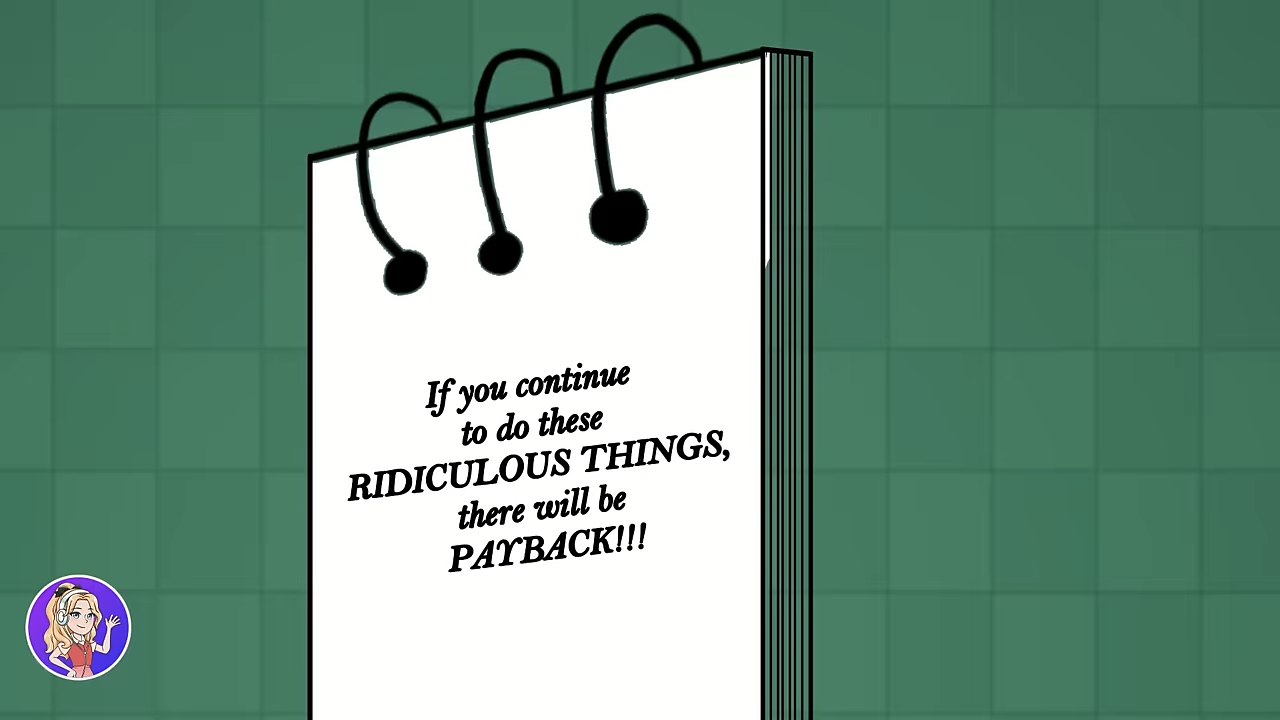 If you continue
to do these
RIDICULOUS THINGS,
there will be
PAYBACK!!!